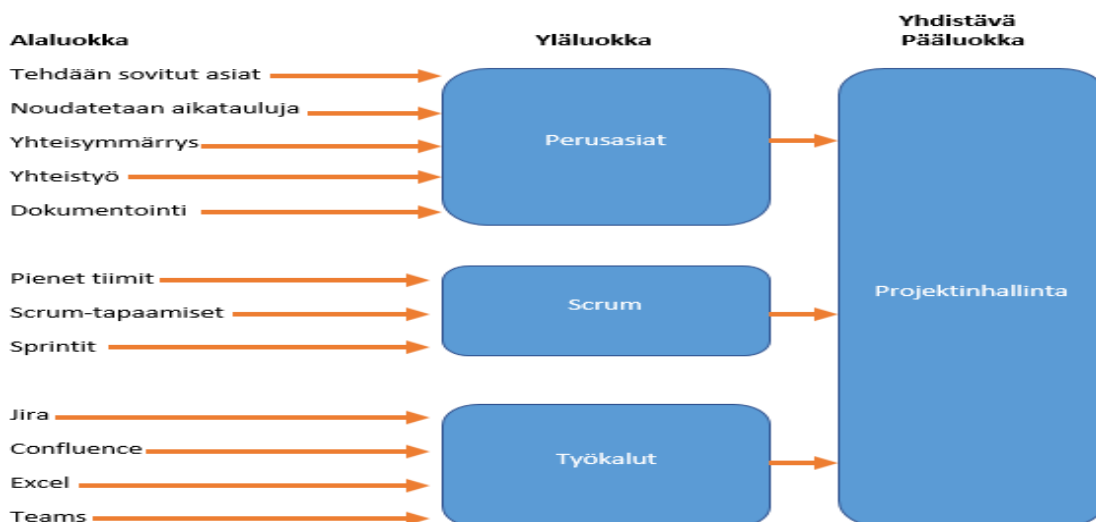 Alaluokka
Yläluokka
Yhdistävä
Pääluokka
Tehdään sovitut asiat
Noudatetaan aikatauluja
Yhteisymmärrys
Yhteistyö
Dokumentointi
Perusasiat
Pienet tiimit
Scrum-tapaamiset
Sprintit
Scrum
Jira
Confluence
Excel
Teams
Työkalut
Projektinhallinta